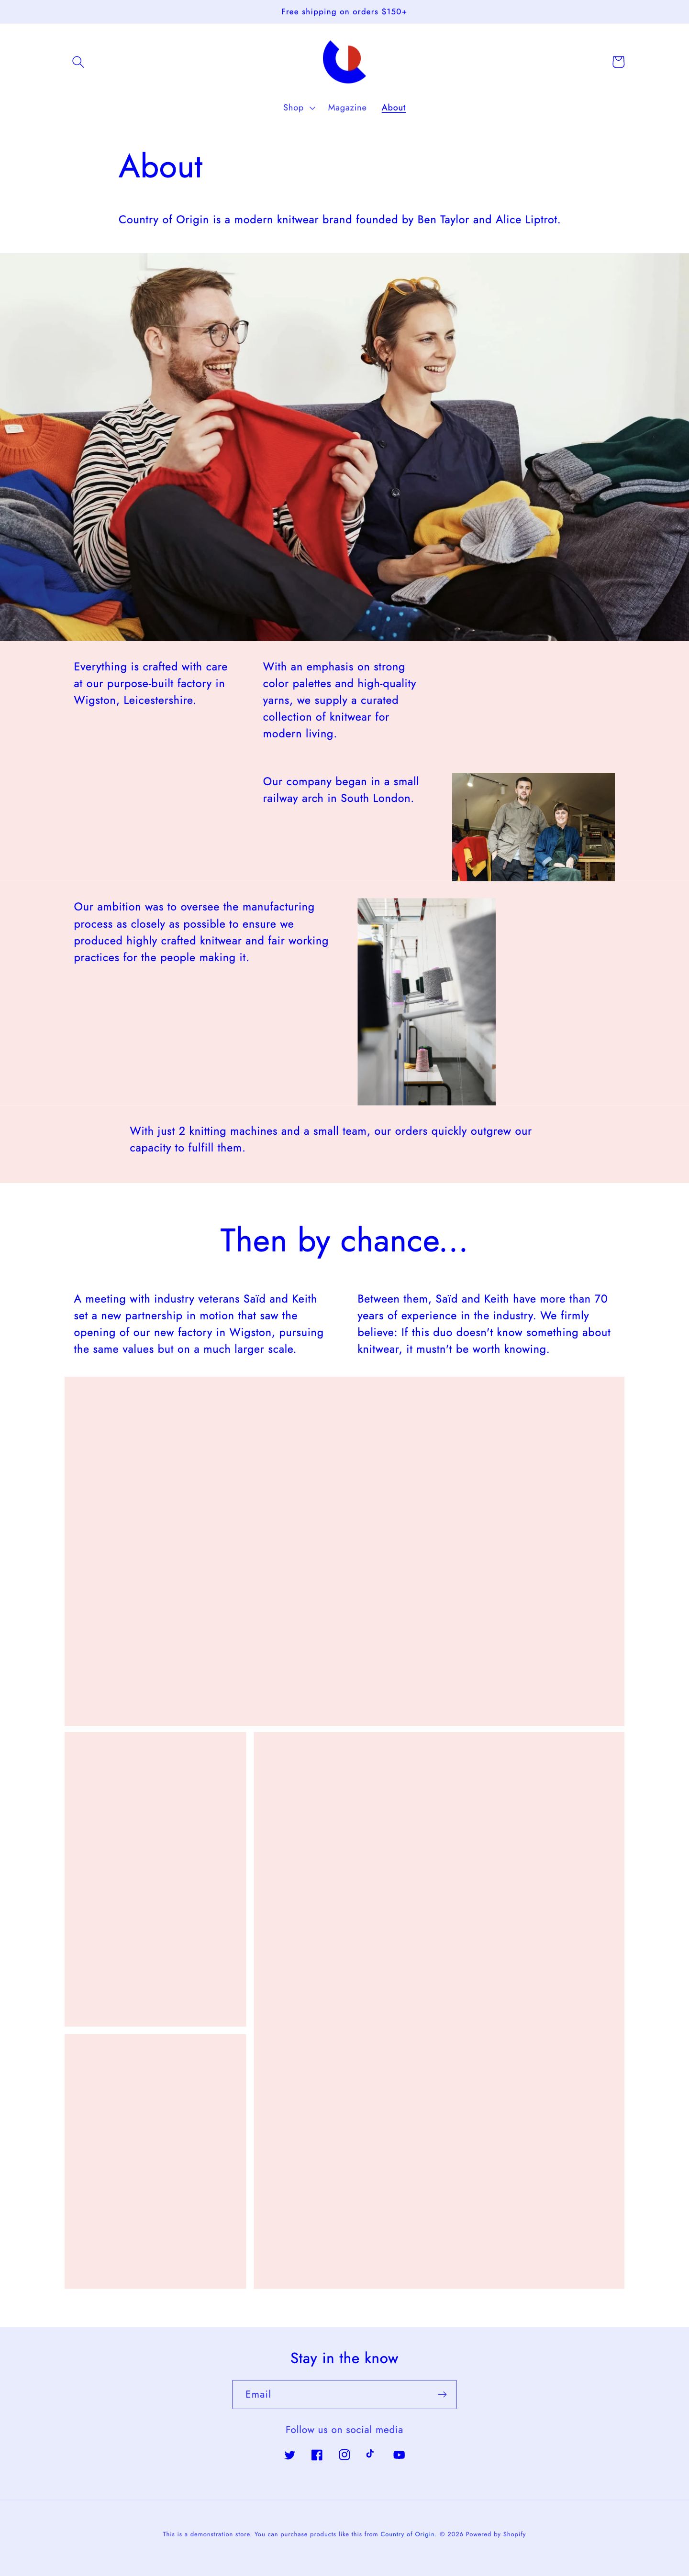 Free shipping on orders $150+
Shop
Magazine
About
About
Country of Origin is a modern knitwear brand founded by Ben Taylor and Alice Liptrot.
Everything is crafted with care
at our purpose-built factory in
Wigston, Leicestershire.
With an emphasis on strong
color palettes and high-quality
yarns, we supply a curated
collection of knitwear for
modern living.
Our company began in a small
railway arch in South London.
Our ambition was to oversee the manufacturing
process as closely as possible to ensure we
produced highly crafted knitwear and fair working
practices for the people making it.
With just 2 knitting machines and a small team, our orders quickly outgrew our
capacity to fulfill them.
Then by chance...
A meeting with industry veterans Saïd and Keith
set a new partnership in motion that saw the
opening of our new factory in Wigston, pursuing
the same values but on a much larger scale.
Between them, Saïd and Keith have more than 70
years of experience in the industry. We firmly
believe: If this duo doesn't know something about
knitwear, it mustn't be worth knowing.
Stay in the know
Email
Follow us on social media
This is a demonstration store. You can purchase products like this from Country of Origin. © 2026 Powered by Shopify